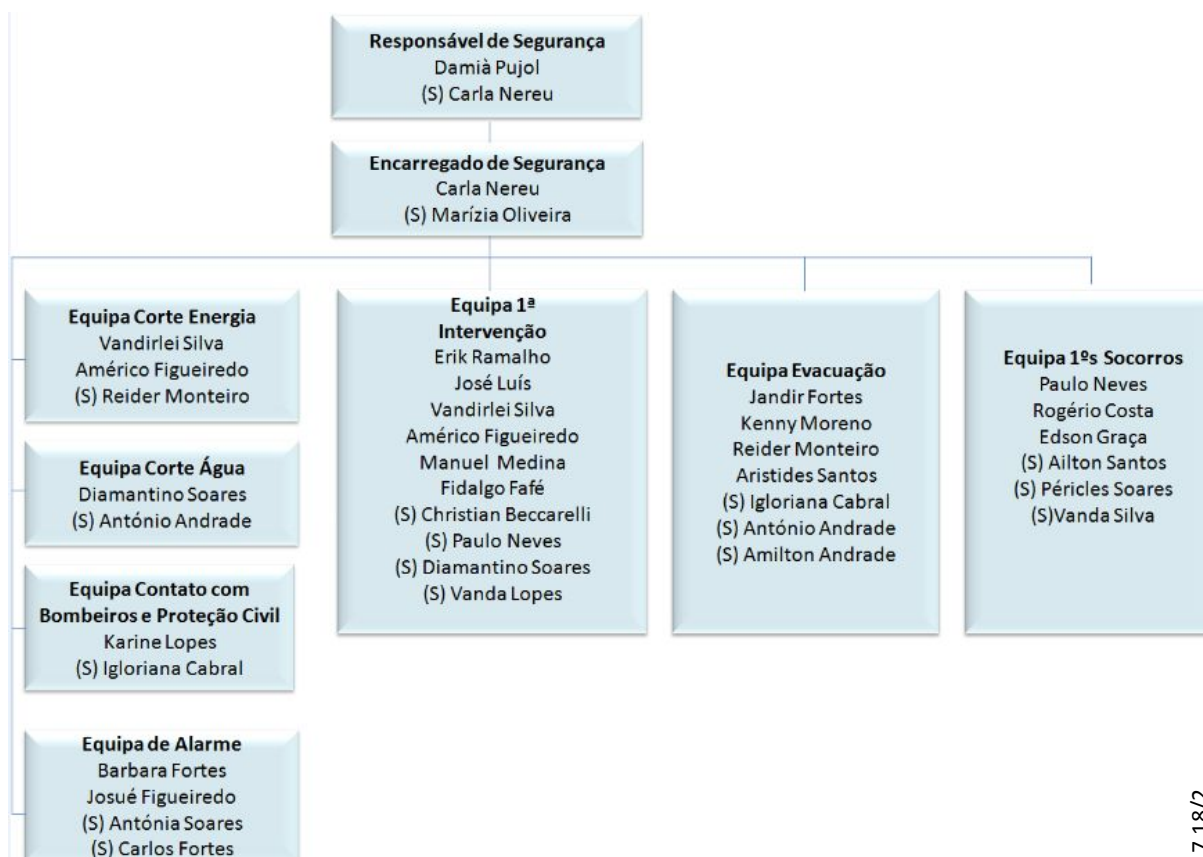 Responsável de Segurança
Damià Pujol
(S) Carla Nereu
Encarregado de Segurança
Carla Nereu
(S) Marízia Oliveira
Equipa Corte Energia
Vandirlei Silva
Américo Figueiredo
(S) Reider Monteiro
Equipa Corte Água
Diamantino Soares
(S) António Andrade
Equipa Contato com
Bombeiros e Proteção Civil
Karine Lopes
(S) Igloriana Cabral
Equipa de Alarme
Barbara Fortes
Josué Figueiredo
(S) Antónia Soares
(S) Carlos Fortes
Equipa 1ª
Intervenção
Erik Ramalho
José Luís
Vandirlei Silva
Américo Figueiredo
Manuel Medina
Fidalgo Fafé
(S) Christian Beccarelli
(S) Paulo Neves
(S) Diamantino Soares
(S) Vanda Lopes
Equipa Evacuação
Jandir Fortes
Kenny Moreno
Reider Monteiro
Aristides Santos
(S) Igloriana Cabral
(S) António Andrade
(S) Amilton Andrade
Equipa 1ºs Socorros
Paulo Neves
Rogério Costa
Edson Graça
(S) Ailton Santos
(S) Péricles Soares
(S)Vanda Silva